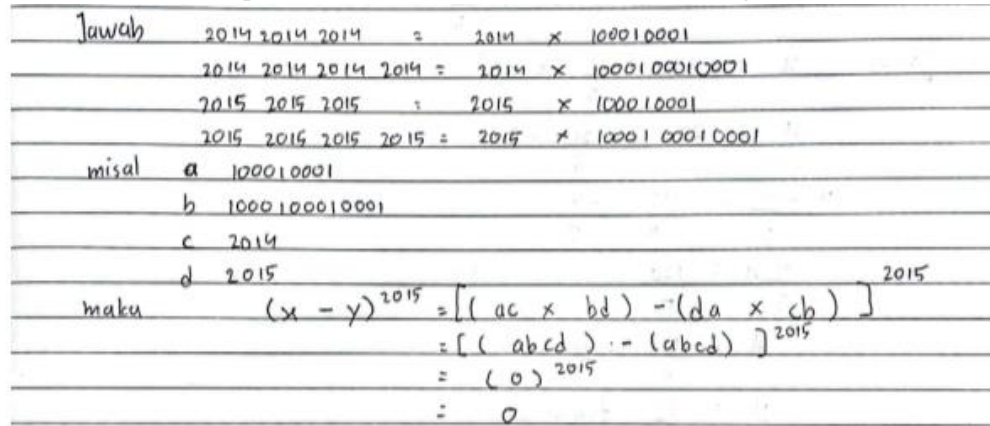 Jawab 2014 2014 2014 = 2014 × 100010001
2014 2014 2014 2014 = 2014 × 1000100010001
2015 2015 2015 = 2015 × 100010001
2015 2015 2015 2015 = 2015 × 1000100010001
misal a 100010001
b 1000100010001
c 2014
d 2015
maka (x - y)^2015 = [( ac × bd ) - (da × cb ) ]^2015
= [ ( abcd ) - (abcd) ]^2015
= ( 0 )^2015
= 0